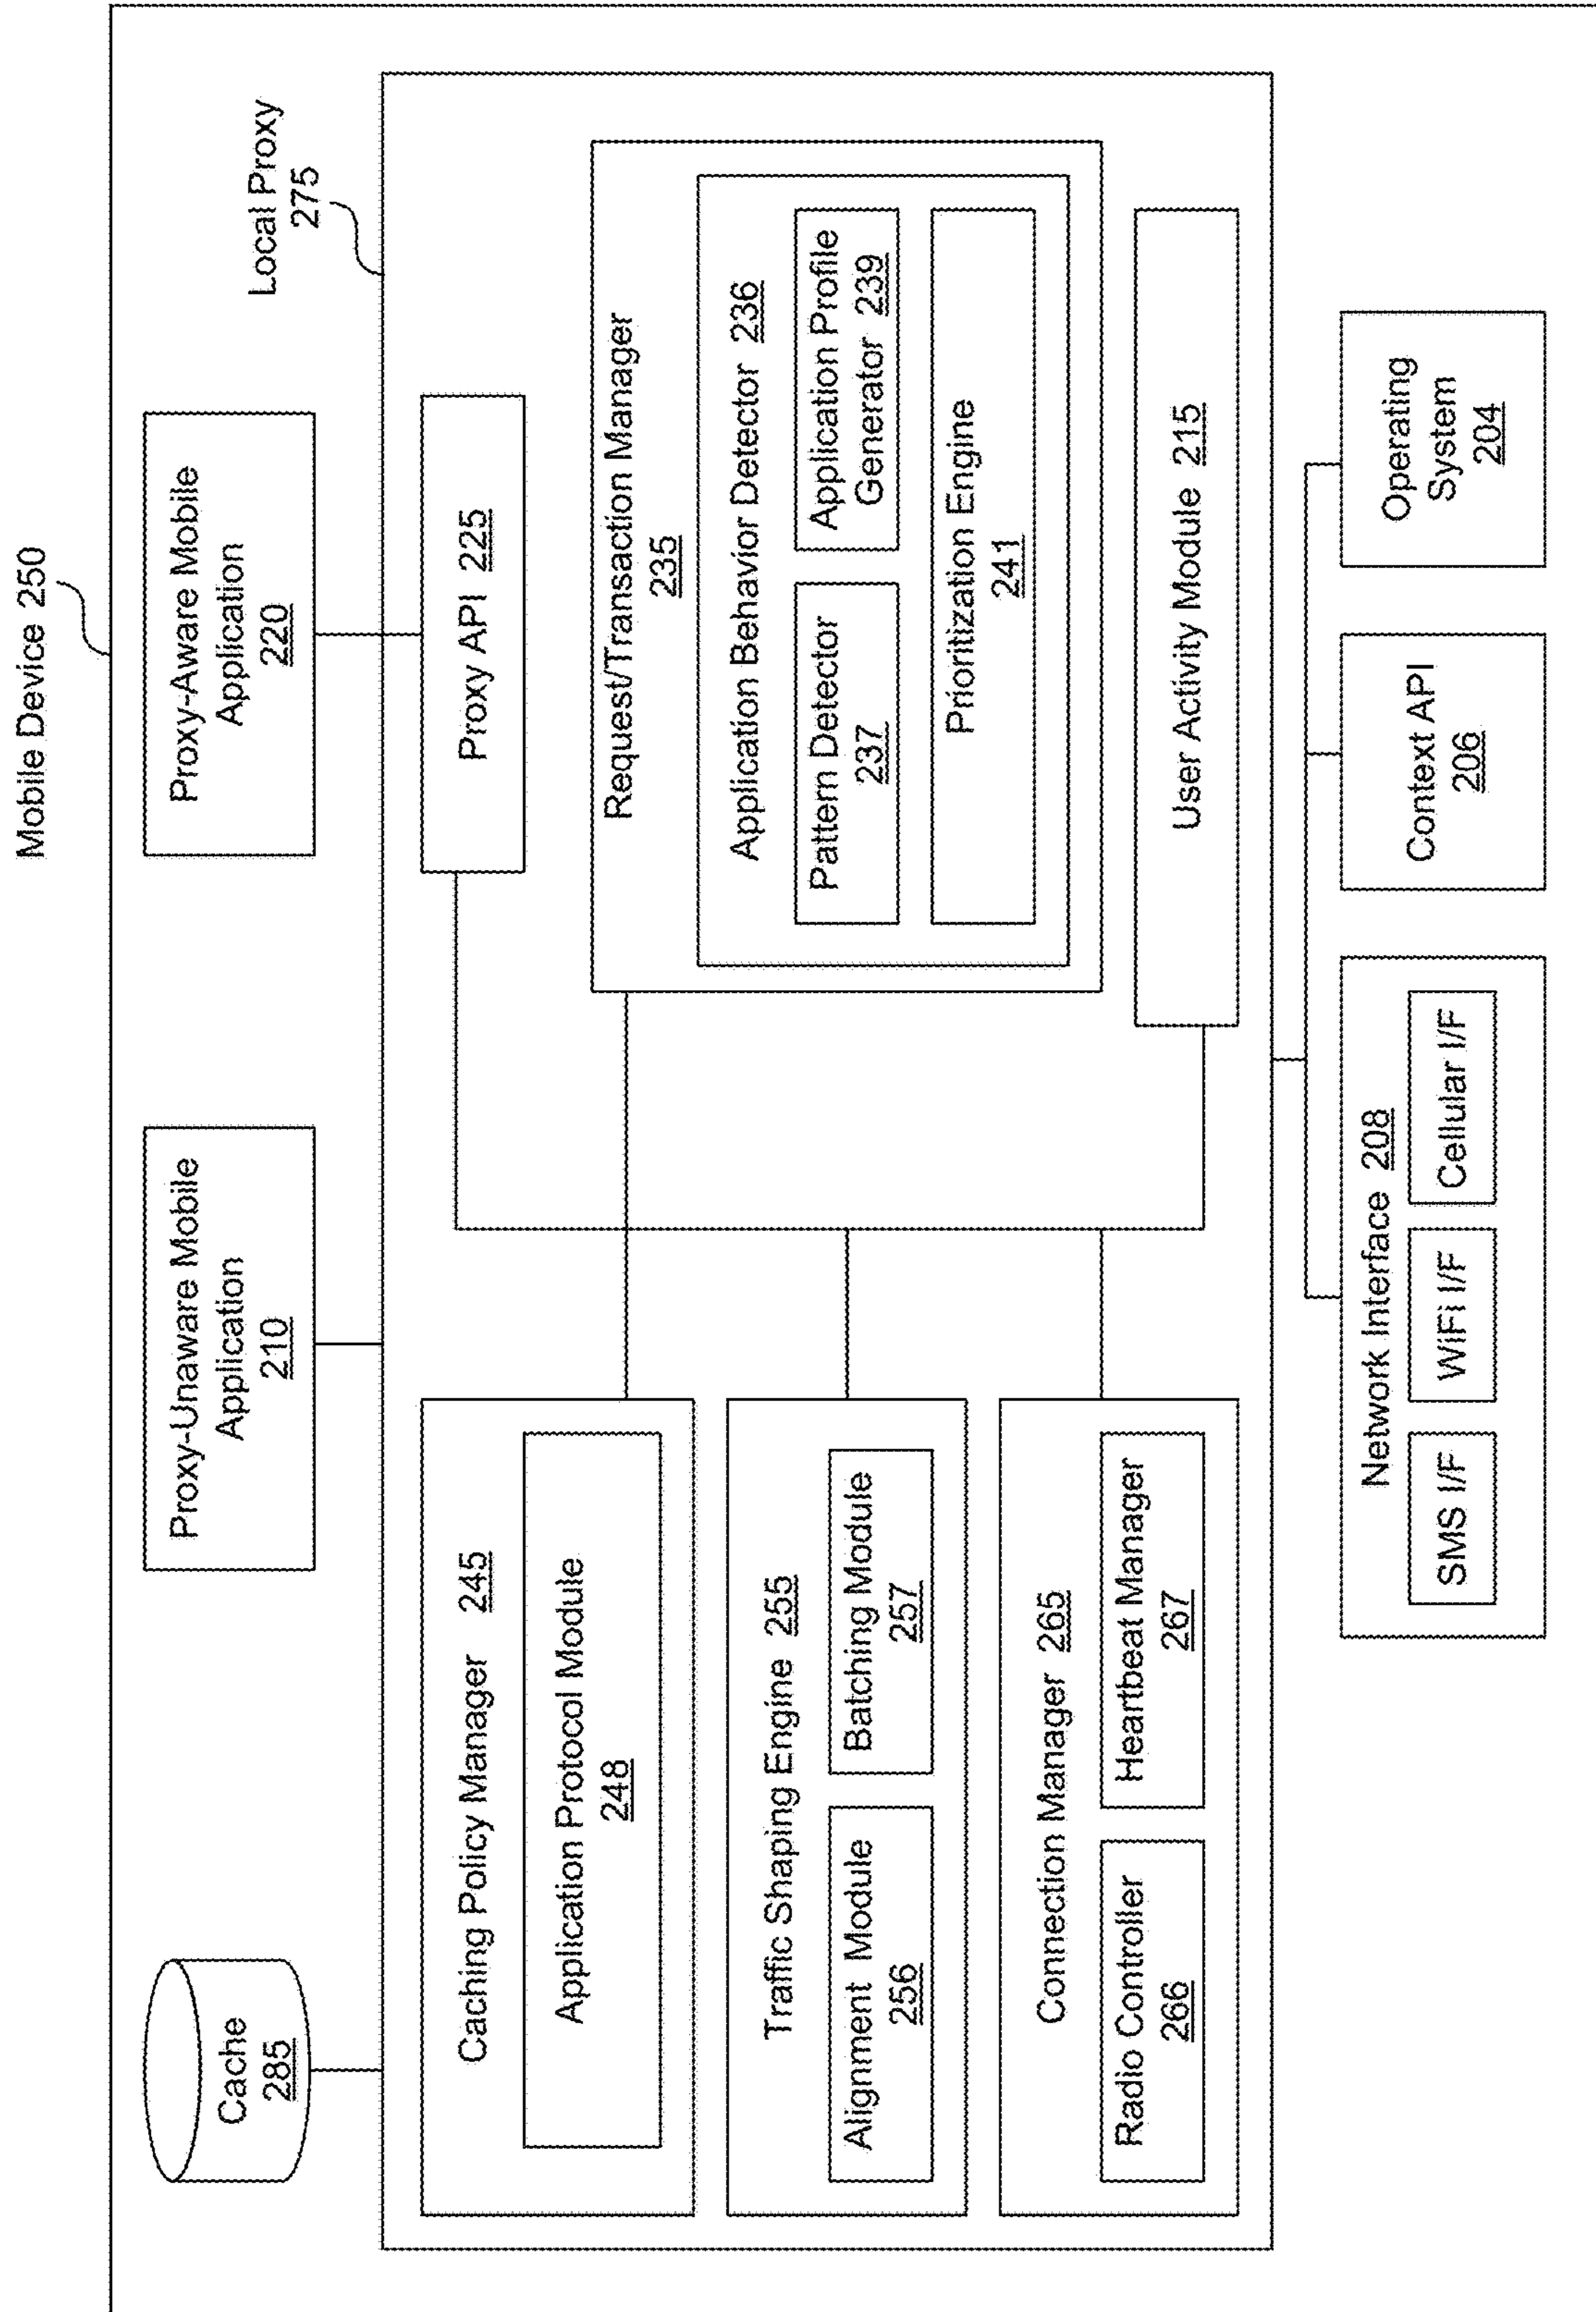 Mobile Device 250
Cache
285
Proxy-Unaware Mobile
Application
210
Proxy-Aware Mobile
Application
220
Local Proxy
275
Caching Policy Manager 245
Application Protocol Module
248
Proxy API 225
Traffic Shaping Engine 255
Alignment Module
256
Batching Module
257
Request/Transaction Manager
235
Application Behavior Detector 236
Pattern Detector
237
Application Profile
Generator 239
Prioritization Engine
241
Connection Manager 265
Radio Controller
266
Heartbeat Manager
267
User Activity Module 215
Network Interface 208
SMS I/F
WiFi I/F
Cellular I/F
Context API
206
Operating
System
204